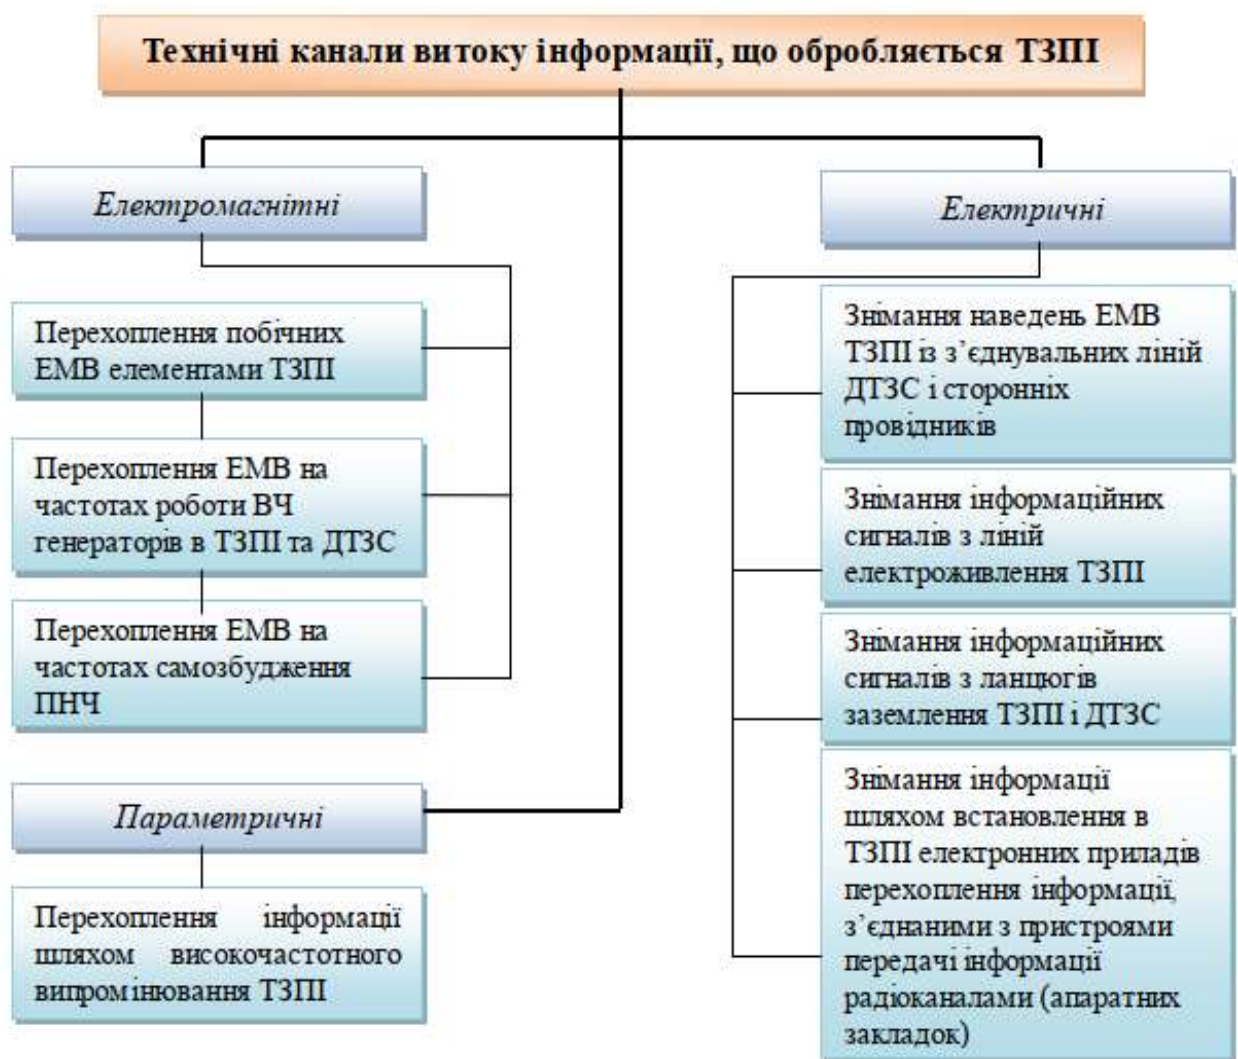 Технічні канали витоку інформації, що обробляється ТЗПІ
Електромагнітні
Перехоплення побічних
ЕМВ елементами ТЗПІ
Перехоплення ЕМВ на
частотах роботи ВЧ
генераторів в ТЗПІ та ДТЗС
Перехоплення ЕМВ на
частотах самозбудження
ПНЧ
Параметричні
Перехоплення інформації
шляхом високочастотного
випромінювання ТЗПІ
Електричні
Знімання наведень ЕМВ
ТЗПІ із з’єднувальних ліній
ДТЗС і сторонніх
провідників
Знімання інформаційних
сигналів з ліній
електроживлення ТЗПІ
Знімання інформаційних
сигналів з ланцюгів
заземлення ТЗПІ і ДТЗС
Знімання інформації
шляхом встановлення в
ТЗПІ електронних приладів
перехоплення інформації,
з’єднаними з пристроями
передачі інформації
радіоканалами (апаратних
закладок)